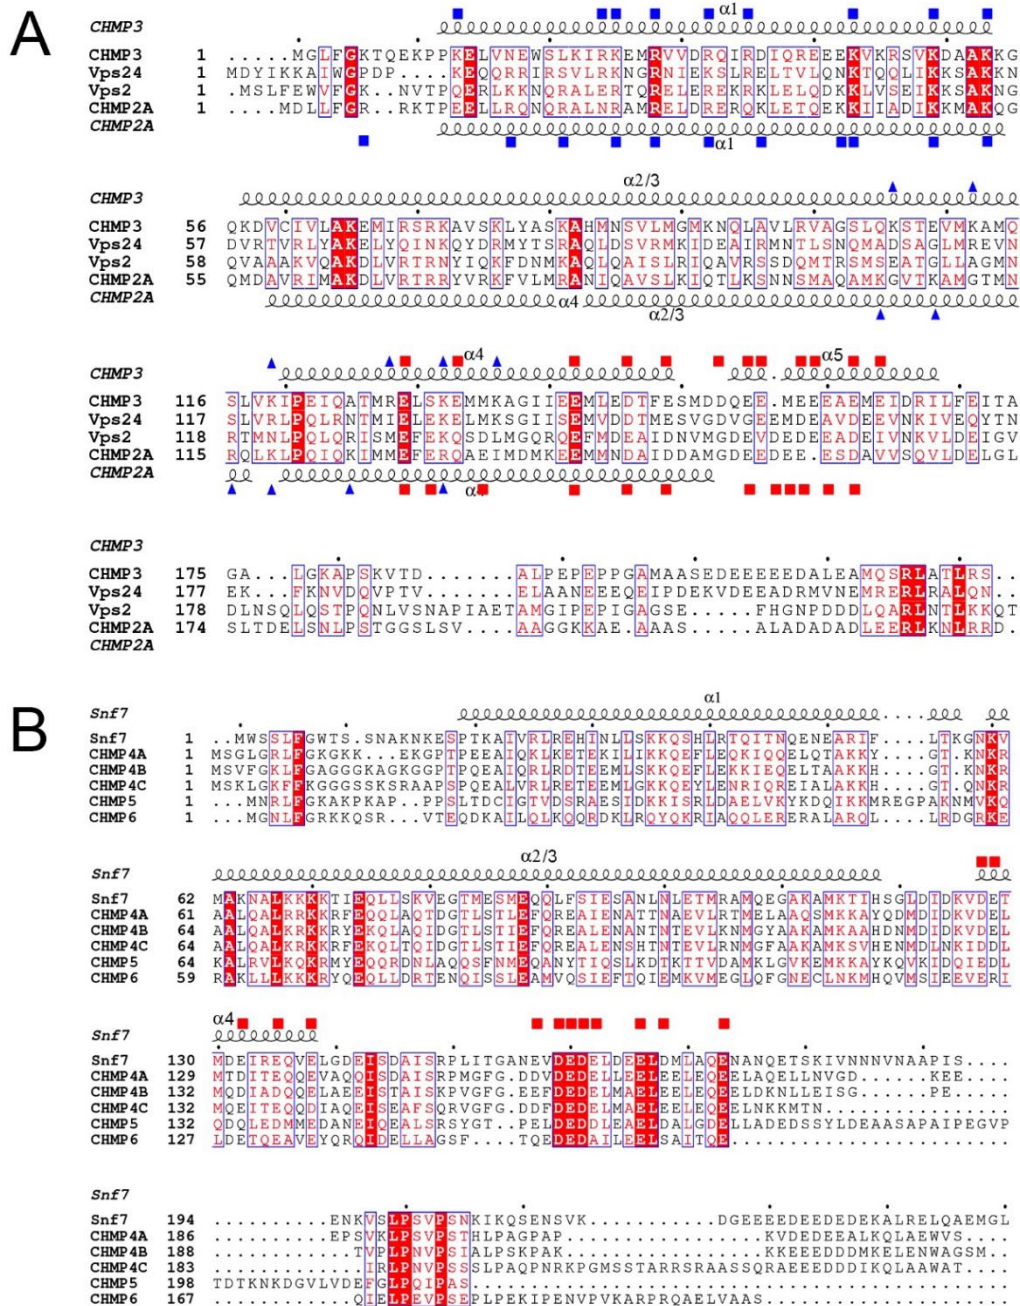 A
α1
CHMP3
CHMP3 1 .....MGLFGKTQEKPPKELVNEWSLKIRKEMRVVDRQIRDIQREEEKVKRSVKDAAKKG
Vps24 1 MDYIKKAIWGPDP....KEQQRRIRSVLRKNGRNIEKSLRELTVLQNKTQQLIKKSAKKN
Vps2 1 .MSLFEWVFGK..NVTPQERLKKNQRALERTQRELEREKRKLELQDKKLVSEIKKSAKNG
CHMP2A 1 .....MDLLFGR.RKTPEELLRQNQRALNRAMRELDRERQKLETQEKKIIADIKKMAKQG
CHMP2A
α1
α2/3
CHMP3
CHMP3 56 QKDVCIVLAKEMIRSRKAVSKLYASKAHMNSVLMGMKNQLAVLRVAGSLQKSTEVMKAMQ
Vps24 57 DVRTVRLYAKELYQINKQYDRMYTSRAQLDSVRMKIDEAIRMNTLSNQMADSAGLMREVN
Vps2 58 QVAAAKVQAKDLVRTRNYIQKFDNMKAQLQAISLRIQAVRSSDQMTRSMSEATGLLAGMN
CHMP2A 55 QMDAVRIMAKDLVRTRRYVRKFVLMRANIQAVSLKIQTLKSNNSMAQAMKGVTKAMGTMN
CHMP2A
α4
α2/3
α4
α5
CHMP3
CHMP3 116 SLVKIPEIQATMRELSKEMMKAGIIEEMLEDTFESMDDQEE.MEEEAEMEIDRILFEITA
Vps24 117 SLVRLPQLRNTMIELEKELMKSGIISEMVDDTMESVGDVGEEMDEAVDEEVNKIVEQYTN
Vps2 118 RTMNLPQLQRISMEFEKQSDLMGQRQEFMDEAIDNVMGDEVDEDEEADEIVNKVLDEIGV
CHMP2A 115 RQLKLPQIQKIMMEFERQAEIMDMKEEMMNDAIDDAMGDEEDEE.ESDAVVSQVLDELGL
CHMP2A
α4
CHMP3
CHMP3 175 GA...LGKAPSKVTD.......ALPEPEPPGAMAASEDEEEEEDALEAMQSRLATLRS..
Vps24 177 EK...FKNVDQVPTV.......ELAANEEEQEIPDEKVDEEADRMVNEMRERLRALQN..
Vps2 178 DLNSQLQSTPQNLVSNAPIAETAMGIPEPIGAGSE.....FHGNPDDDLQARLNTLKKQT
CHMP2A 174 SLTDELSNLPSTGGSLSV....AAGGKKAE.AAAS.....ALADADADLEERLKNLRRD.
CHMP2A
B
α1
Snf7
Snf7 1 ..MWSSLFGWTS.SNAKNKESPTKAIVRLREHINLLSKKQSHLRTQITNQENEARIF....LTKGNKV
CHMP4A 1 MSGLGRLFGKGKK...EKGPTPEEAIQKLKETEKILIKKQEFLEQKIQQELQTAKKY....GT.KNKR
CHMP4B 1 MSVFGKLFGAGGGKAGKGGPTPQEAIQRLRDTEEMLSKKQEFLEKKIEQELTAAKKH....GT.KNKR
CHMP4C 1 MSKLGKFFKGGGSSKSRAAPSPQEALVRLRETEEMLGKKQEYLENRIQREIALAKKH....GT.QNKR
CHMP5 1 ...MNRLFGKAKPKAP..PPSLTDCIGTVDSRAESIDKKISRLDAELVKYKDQIKKMREGPAKNMVKQ
CHMP6 1 ...MGNLFGRKKQSR...VTEQDKAILQLKQQRDKLRQYQKRIAQQLERERALARQL....LRDGRKE
α2/3
Snf7
Snf7 62 MAKNALKKKKTIEQLLSKVEGTMESMEQQLFSIESANLNLETMRAMQEGAKAMKTIHSGLDIDKVDET
CHMP4A 61 AALQALRRKKRFEQQLAQTDGTLSTLEFQREAIENATTNAEVLRTMELAAQSMKKAYQDMDIDKVDEL
CHMP4B 64 AALQALKRKKRYEKQLAQIDGTLSTIEFQREALENANTNTEVLKNMGYAAKAMKAAHDNMDIDKVDEL
CHMP4C 64 AALQALKRKKRFEKQLTQIDGTLSTIEFQREALENSHTNTEVLRNMGFAAKAMKSVHENMDLNKIDDL
CHMP5 64 KALRVLKQKRMYEQQRDNLAQQSFNMEQANYTIQSLKDTKTTVDAMKLGVKEMKKAYKQVDIDQIEDL
CHMP6 59 RAKLLLKKKRYQEQLLDRTENQISSLEAMVQSIEFTQIEMKVMEGLQFGNECLNKMHQVMSIEEVERI
α4
Snf7
Snf7 130 MDEIREQVELGDEISDAISRPLITGANEVDEDELDEELDMLAQENANQETSKIVNNNVNAAPIS....
CHMP4A 129 MTDITEQQEVAQQISDAISRPMGFG.DDVDEDELLEELEELEQEELAQELLNVGD.......KEE...
CHMP4B 132 MQDIADQQELAEEISTAISKPVGFG.EEFDEDELMAELEELEQEELDKNLLEISG.......PE....
CHMP4C 132 MQEITEQQDIAQEISEAFSQRVGFG.DDFDEDELMAELEELEQEELNKKMTN................
CHMP5 132 QDQLEDMMEDANEIQEALSRSYGT..PELDEDDLDAELDALGDELLADEDSSYLDEAASAPAIPEGVP
CHMP6 127 LDETQEAVEYQRQIDELLAGSF....TQEDEDAILEELSAITQE........................
Snf7
Snf7 194 ..........ENKVSLPSVPSNKIKQSENSVK...........DGEEEEDEEDEDEKALRELQAEMGL
CHMP4A 186 ..........EPSVKLPSVPSTHLPAGPAP.............KVDEDEEALKQLAEWVS........
CHMP4B 188 ............TVPLPNVPSIALPSKPAK.............KKEEEDDDMKELENWAGSM......
CHMP4C 183 .............IRLPNVPSSSLPAQPNRKPGMSSTARRSRAASSQRAEEEDDDIKQLAAWAT....
CHMP5 198 TDTKNKDGVLVDEFGLPQIPAS..............................................
CHMP6 167 ............QIELPEVPSEPLPEKIPENVPVKARPRQAELVAAS.....................